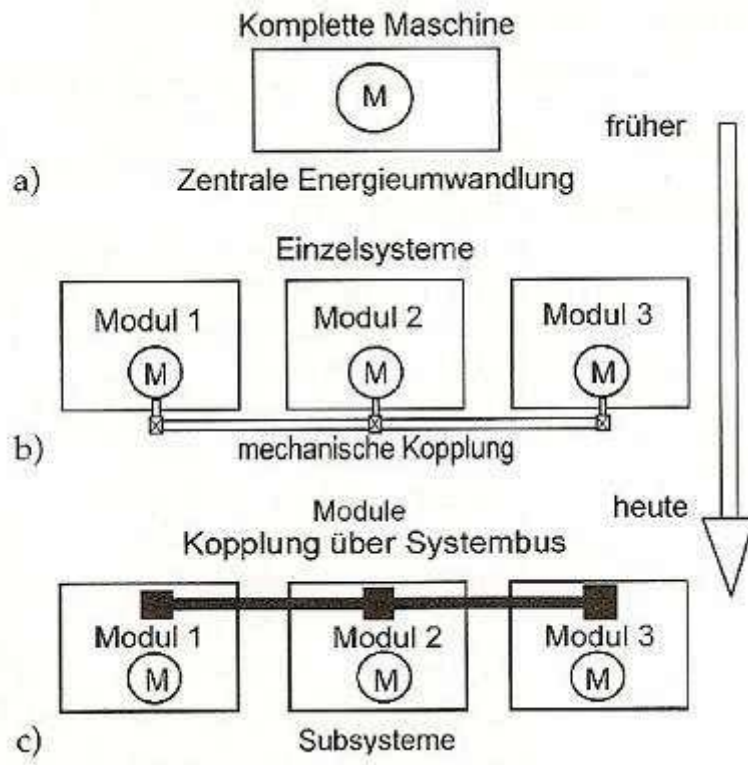 Komplette Maschine
M
früher
a)
Zentrale Energieumwandlung
Einzelsysteme
Modul 1
Modul 2
Modul 3
M
M
M
b)
mechanische Kopplung
heute
Module
Kopplung über Systembus
Modul 1
Modul 2
Modul 3
M
M
M
c)
Subsysteme